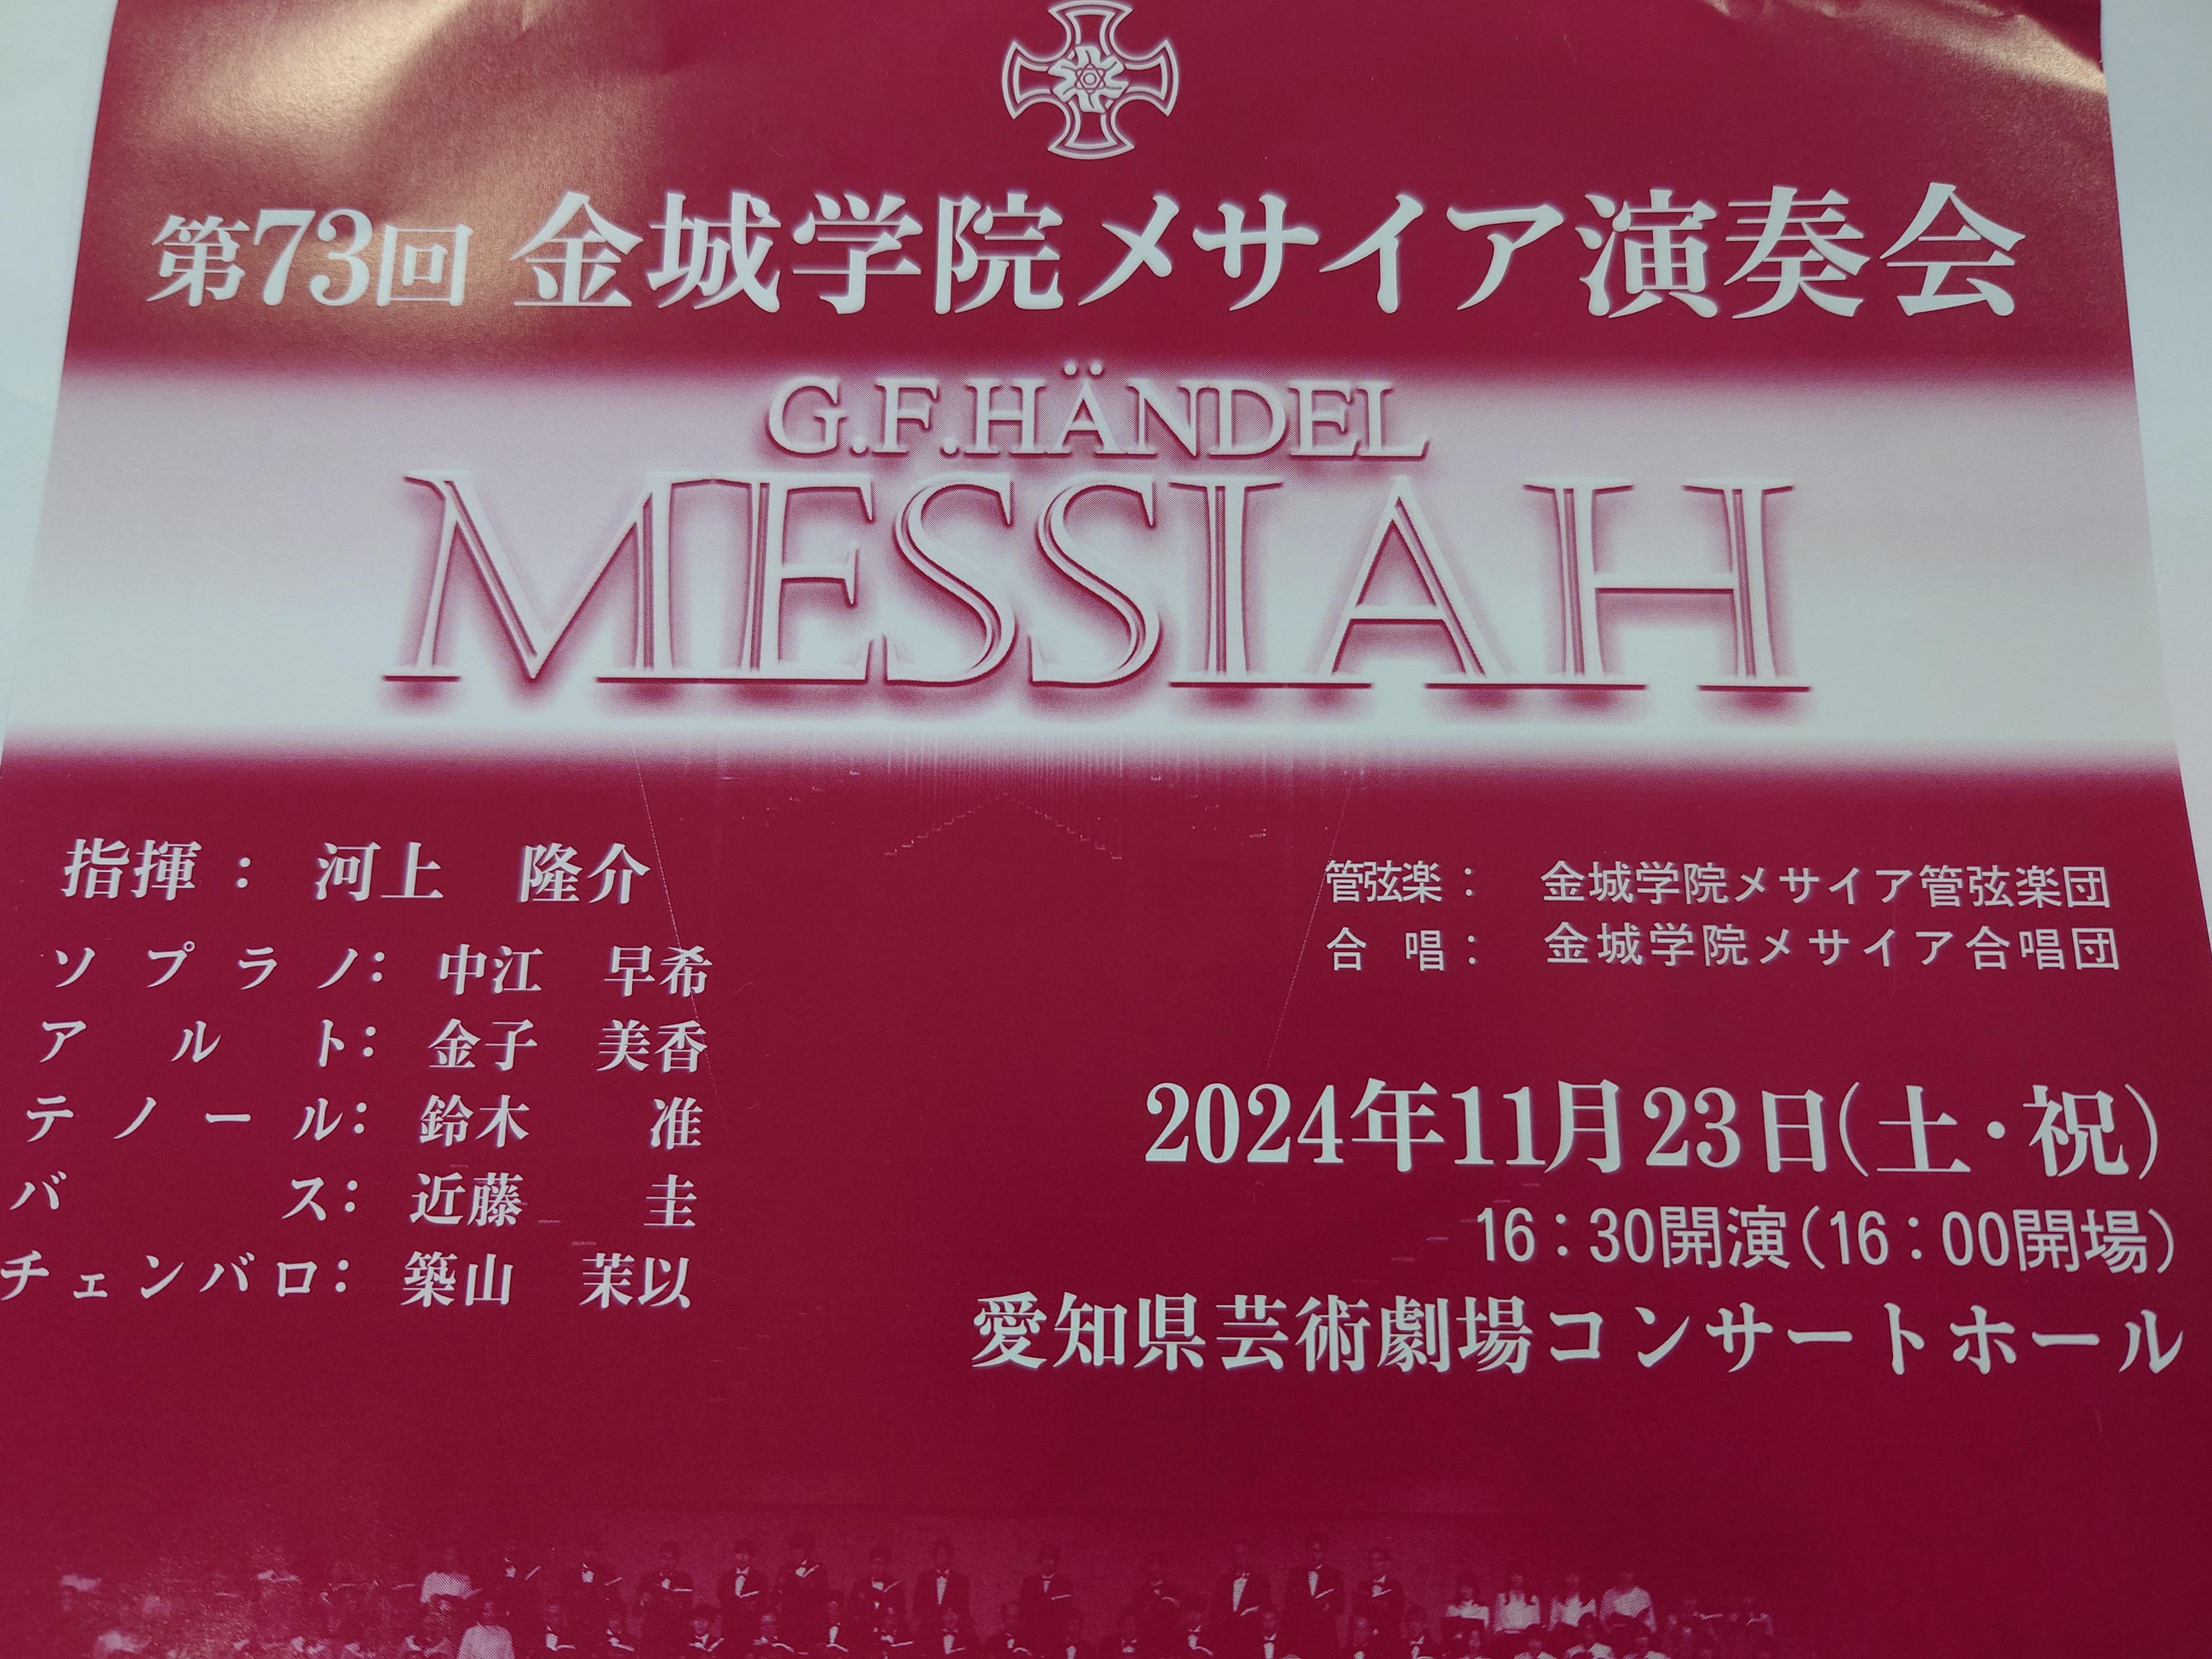 第73回 金城学院メサイア演奏会
G.F.HÄNDEL
MESSIAH
指揮： 河上 隆介
ソプラノ： 中江 早希
アルト： 金子 美香
テノール： 鈴木 准
バス： 近藤 圭
チェンバロ： 築山 茉以
管弦楽： 金城学院メサイア管弦楽団
合唱： 金城学院メサイア合唱団
2024年11月23日(土・祝)
16：30開演(16：00開場)
愛知県芸術劇場コンサートホール